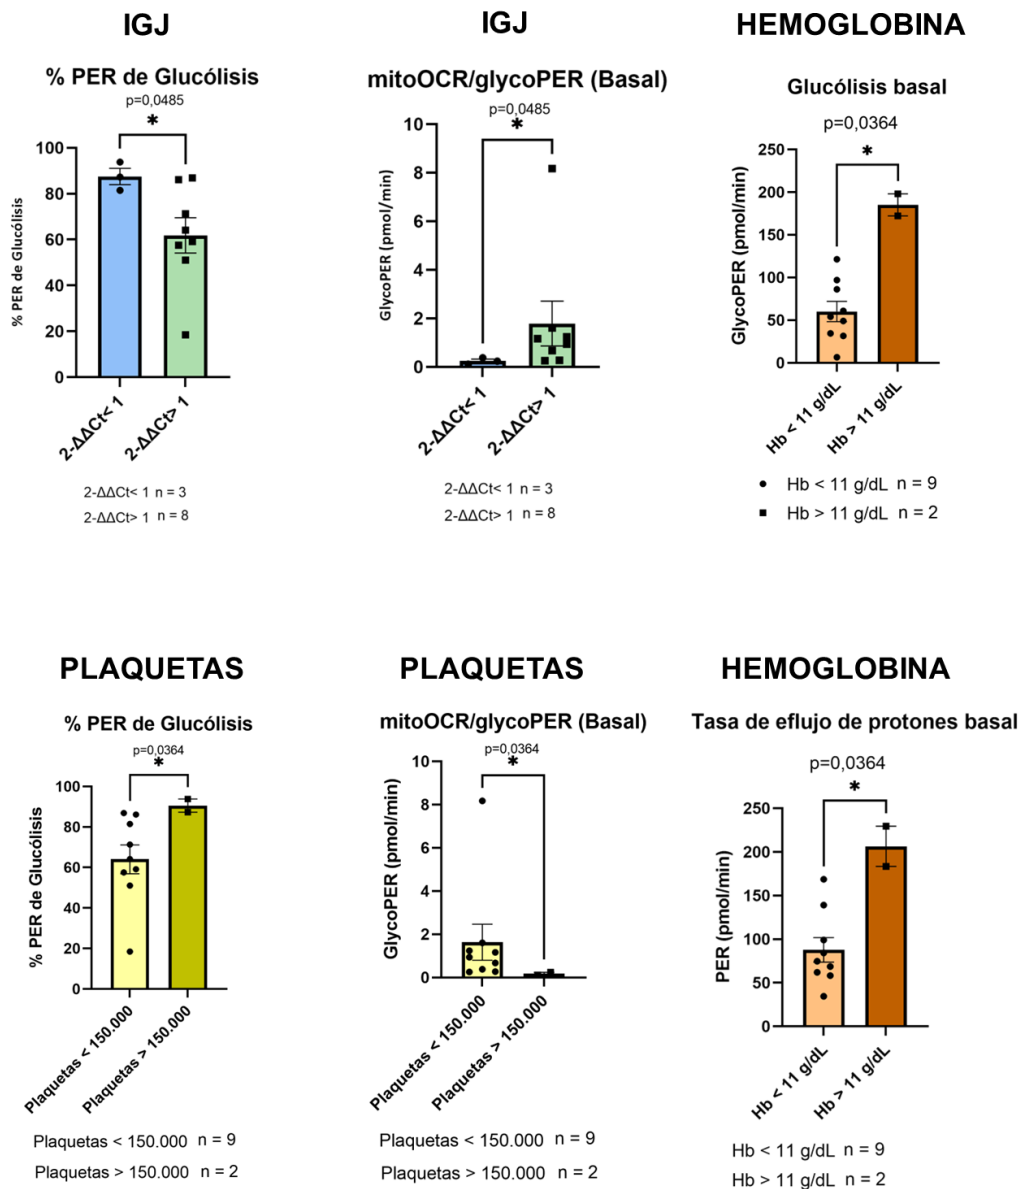 IGJ
% PER de Glucólisis
p=0,0485
*
% PER de Glucólisis
100
80
60
40
20
0
2-ΔΔCt< 1
2-ΔΔCt> 1
2-ΔΔCt< 1 n = 3
2-ΔΔCt> 1 n = 8
IGJ
mitoOCR/glycoPER (Basal)
p=0,0485
*
GlycoPER (pmol/min)
10
8
6
4
2
0
2-ΔΔCt< 1
2-ΔΔCt> 1
2-ΔΔCt< 1 n = 3
2-ΔΔCt> 1 n = 8
HEMOGLOBINA
Glucólisis basal
p=0,0364
*
GlycoPER (pmol/min)
250
200
150
100
50
0
Hb < 11 g/dL
Hb > 11 g/dL
Hb < 11 g/dL n = 9
Hb > 11 g/dL n = 2
PLAQUETAS
% PER de Glucólisis
p=0,0364
*
% PER de Glucólisis
100
80
60
40
20
0
Plaquetas < 150.000
Plaquetas > 150.000
Plaquetas < 150.000 n = 9
Plaquetas > 150.000 n = 2
PLAQUETAS
mitoOCR/glycoPER (Basal)
p=0,0364
*
GlycoPER (pmol/min)
10
8
6
4
2
0
Plaquetas < 150.000
Plaquetas > 150.000
Plaquetas < 150.000 n = 9
Plaquetas > 150.000 n = 2
HEMOGLOBINA
Tasa de eflujo de protones basal
p=0,0364
*
PER (pmol/min)
250
200
150
100
50
0
Hb < 11 g/dL
Hb > 11 g/dL
Hb < 11 g/dL n = 9
Hb > 11 g/dL n = 2